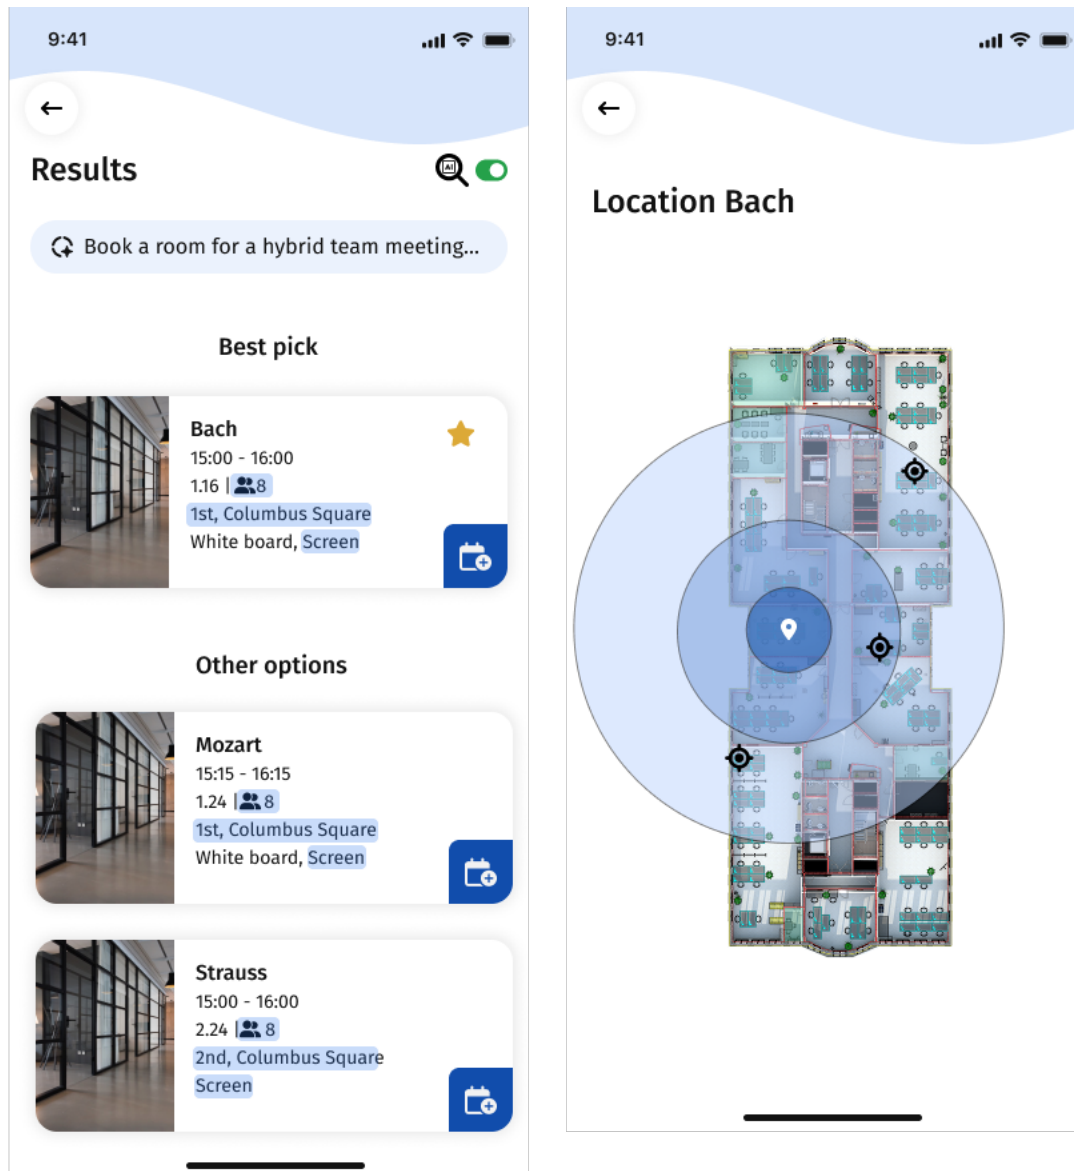 9:41
Results
AI
Book a room for a hybrid team meeting...
Best pick
Bach
15:00 - 16:00
1.16 | 8
1st, Columbus Square
White board, Screen
Other options
Mozart
15:15 - 16:15
1.24 | 8
1st, Columbus Square
White board, Screen
Strauss
15:00 - 16:00
2.24 | 8
2nd, Columbus Square
Screen
9:41
Location Bach